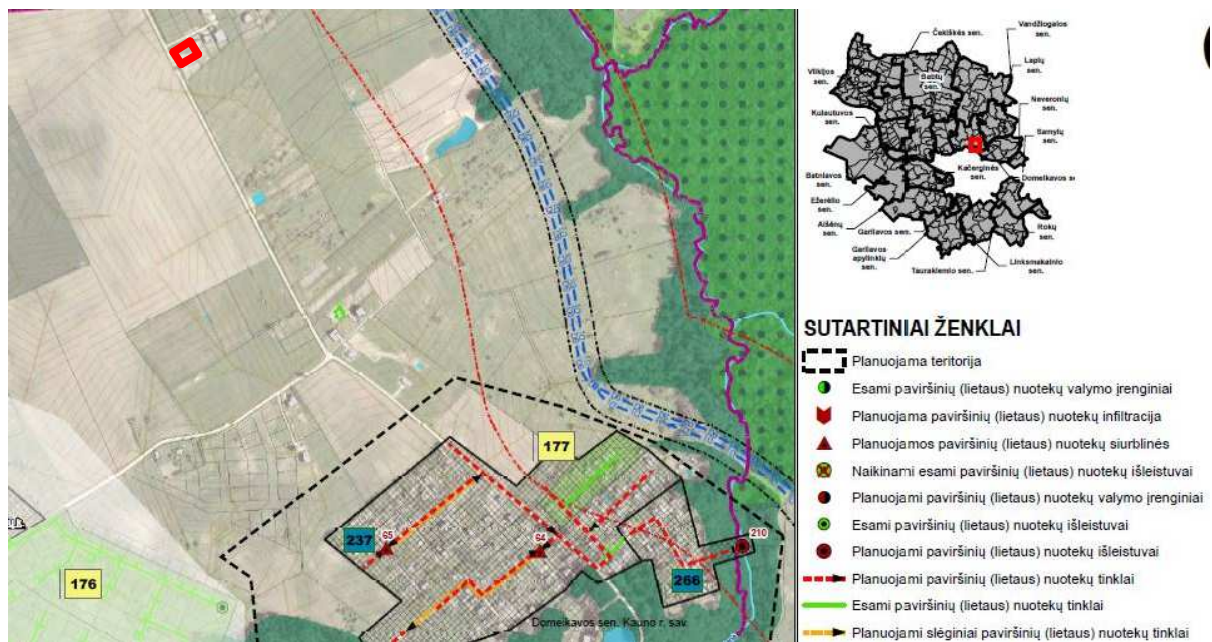 Vandžiogalos
sen.
Čekiškės sen.
Lapių
sen.
Babtų
sen.
Vilkijos
sen.
Neveronių
sen.
Kulautuvos
sen.
Samylų
sen.
Kačerginės
sen.
Batniavos
sen.
Domeikavos se
Ežerėlio
sen.
Alšėnų
sen.
Garliavos sen.
Rokų
sen.
Garliavos
apylinkių
sen.
Linksmakalnio
sen.
Taurakiemio sen.
SUTARTINIAI ŽENKLAI
Planuojama teritorija
Esami paviršinių (lietaus) nuotekų valymo įrenginiai
Planuojama paviršinių (lietaus) nuotekų infiltracija
Planuojamos paviršinių (lietaus) nuotekų siurblinės
Naikinami esami paviršinių (lietaus) nuotekų išleistuvai
Planuojami paviršinių (lietaus) nuotekų valymo įrenginiai
Esami paviršinių (lietaus) nuotekų išleistuvai
Planuojami paviršinių (lietaus) nuotekų išleistuvai
Planuojami paviršinių (lietaus) nuotekų tinklai
Esami paviršinių (lietaus) nuotekų tinklai
Planuojami slėginiai paviršinių (lietaus) nuotekų tinklai
177
237
65
64
210
176
266
Domeikavos sen. Kauno r. sav.